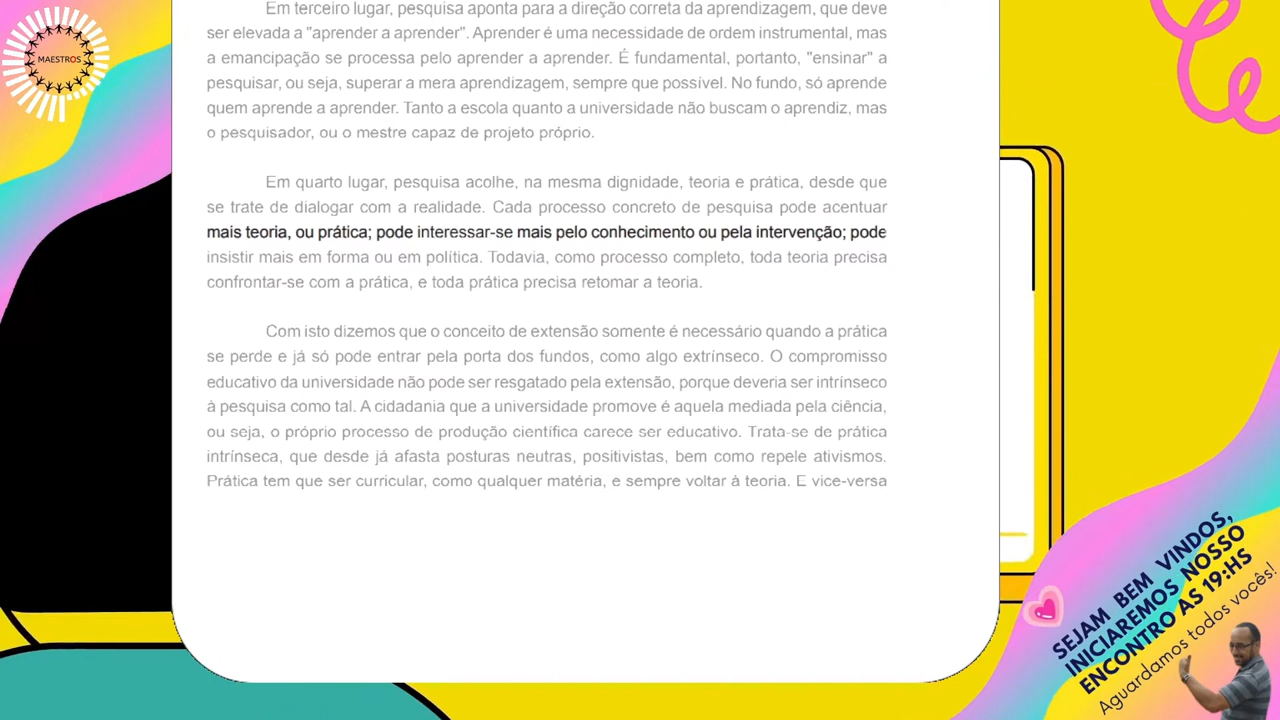 MAESTROS
Em terceiro lugar, pesquisa aponta para a direção correta da aprendizagem, que deve
ser elevada a "aprender a aprender". Aprender é uma necessidade de ordem instrumental, mas
a emancipação se processa pelo aprender a aprender. É fundamental, portanto, "ensinar" a
pesquisar, ou seja, superar a mera aprendizagem, sempre que possível. No fundo, só aprende
quem aprende a aprender. Tanto a escola quanto a universidade não buscam o aprendiz, mas
o pesquisador, ou o mestre capaz de projeto próprio.
Em quarto lugar, pesquisa acolhe, na mesma dignidade, teoria e prática, desde que
se trate de dialogar com a realidade. Cada processo concreto de pesquisa pode acentuar
mais teoria, ou prática; pode interessar-se mais pelo conhecimento ou pela intervenção; pode
insistir mais em forma ou em política. Todavia, como processo completo, toda teoria precisa
confrontar-se com a prática, e toda prática precisa retomar a teoria.
Com isto dizemos que o conceito de extensão somente é necessário quando a prática
se perde e já só pode entrar pela porta dos fundos, como algo extrínseco. O compromisso
educativo da universidade não pode ser resgatado pela extensão, porque deveria ser intrínseco
à pesquisa como tal. A cidadania que a universidade promove é aquela mediada pela ciência,
ou seja, o próprio processo de produção científica carece ser educativo. Trata-se de prática
intrínseca, que desde já afasta posturas neutras, positivistas, bem como repele ativismos.
Prática tem que ser curricular, como qualquer matéria, e sempre voltar à teoria. E vice-versa
SEJAM BEM VINDOS,
INICIAREMOS NOSSO
ENCONTRO AS 19:HS
Aguardamos todos vocês!